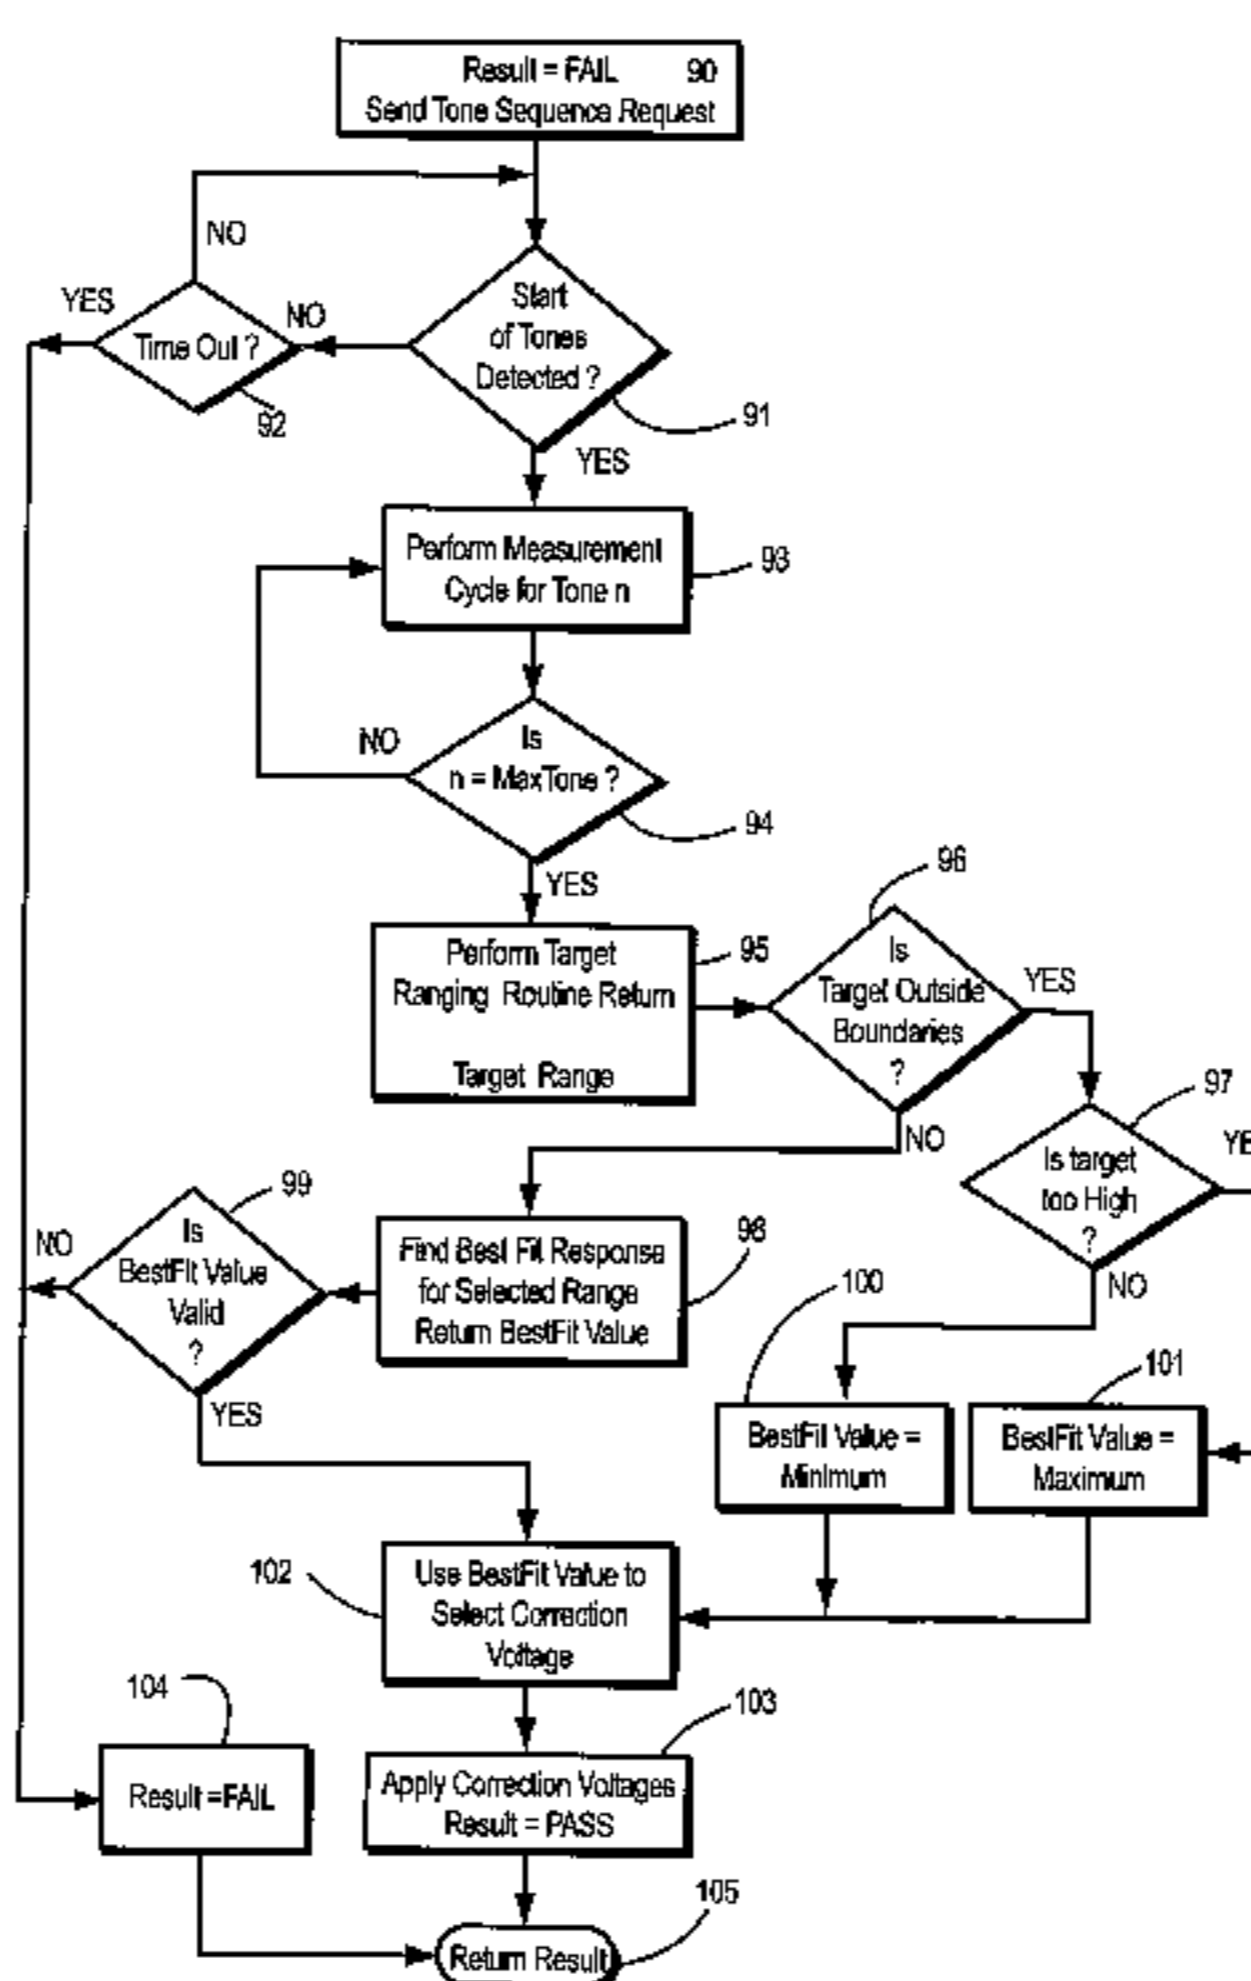 Result = FAIL 90
Send Tone Sequence Request
NO
YES
Time Out ?
92
NO
Start
of Tones
Detected ?
91
YES
Perform Measurement
Cycle for Tone n
93
NO
Is
n = MaxTone ?
94
YES
Perform Target
Ranging Routine Return
Target Range
95
96
Is
Target Outside
Boundaries
?
YES
NO
97
Is target
too High
?
YE
NO
99
Is
BestFit Value
Valid
?
NO
YES
Find Best Fit Response
for Selected Range
Return BestFit Value
98
100
BestFit Value =
Minimum
101
BestFit Value =
Maximum
102
Use BestFit Value to
Select Correction
Voltage
104
Result =FAIL
103
Apply Correction Voltages
Result = PASS
105
Return Result